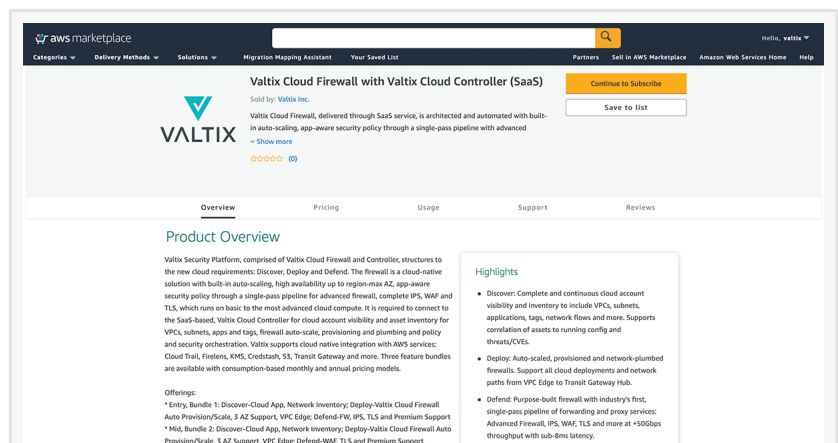 aws marketplace
Hello, valtix
Categories
Delivery Methods
Solutions
Migration Mapping Assistant
Your Saved List
Partners
Sell in AWS Marketplace
Amazon Web Services Home
Help
VALTIX
Valtix Cloud Firewall with Valtix Cloud Controller (SaaS)
Sold by: Valtix Inc.
Valtix Cloud Firewall, delivered through SaaS service, is architected and automated with built-
in auto-scaling, app-aware security policy through a single-pass pipeline with advanced
Show more
(0)
Continue to Subscribe
Save to list
Overview
Pricing
Usage
Support
Reviews
Product Overview
Valtix Security Platform, comprised of Valtix Cloud Firewall and Controller, structures to
the new cloud requirements: Discover, Deploy and Defend. The firewall is a cloud-native
solution with built-in auto-scaling, high availability up to region-max AZ, app-aware
security policy through a single-pass pipeline for advanced firewall, complete IPS, WAF and
TLS, which runs on basic to the most advanced cloud compute. It is required to connect to
the SaaS-based, Valtix Cloud Controller for cloud account visibility and asset inventory for
VPCs, subnets, apps and tags, firewall auto-scale, provisioning and plumbing and policy
and security orchestration. Valtix supports cloud native integration with AWS services:
Cloud Trail, Firelens, KMS, Credstash, S3, Transit Gateway and more. Three feature bundles
are available with consumption-based monthly and annual pricing models.
Offerings:
* Entry, Bundle 1: Discover-Cloud App, Network Inventory; Deploy-Valtix Cloud Firewall
Auto Provision/Scale, 3 AZ Support, VPC Edge; Defend-FW, IPS, TLS and Premium Support
* Mid, Bundle 2: Discover-Cloud App, Network Inventory; Deploy-Valtix Cloud Firewall Auto
Provision/Scale, 3 AZ Support, VPC Edge; Defend-WAF, TLS and Premium Support
Highlights
• Discover: Complete and continuous cloud account
visibility and inventory to include VPCs, subnets,
applications, tags, network flows and more. Supports
correlation of assets to running config and
threats/CVEs.
• Deploy: Auto-scaled, provisioned and network-plumbed
firewalls. Support all cloud deployments and network
paths from VPC Edge to Transit Gateway Hub.
• Defend: Purpose-built firewall with industry's first,
single-pass pipeline of forwarding and proxy services:
Advanced Firewall, IPS, WAF, TLS and more at +50Gbps
throughput with sub-8ms latency.